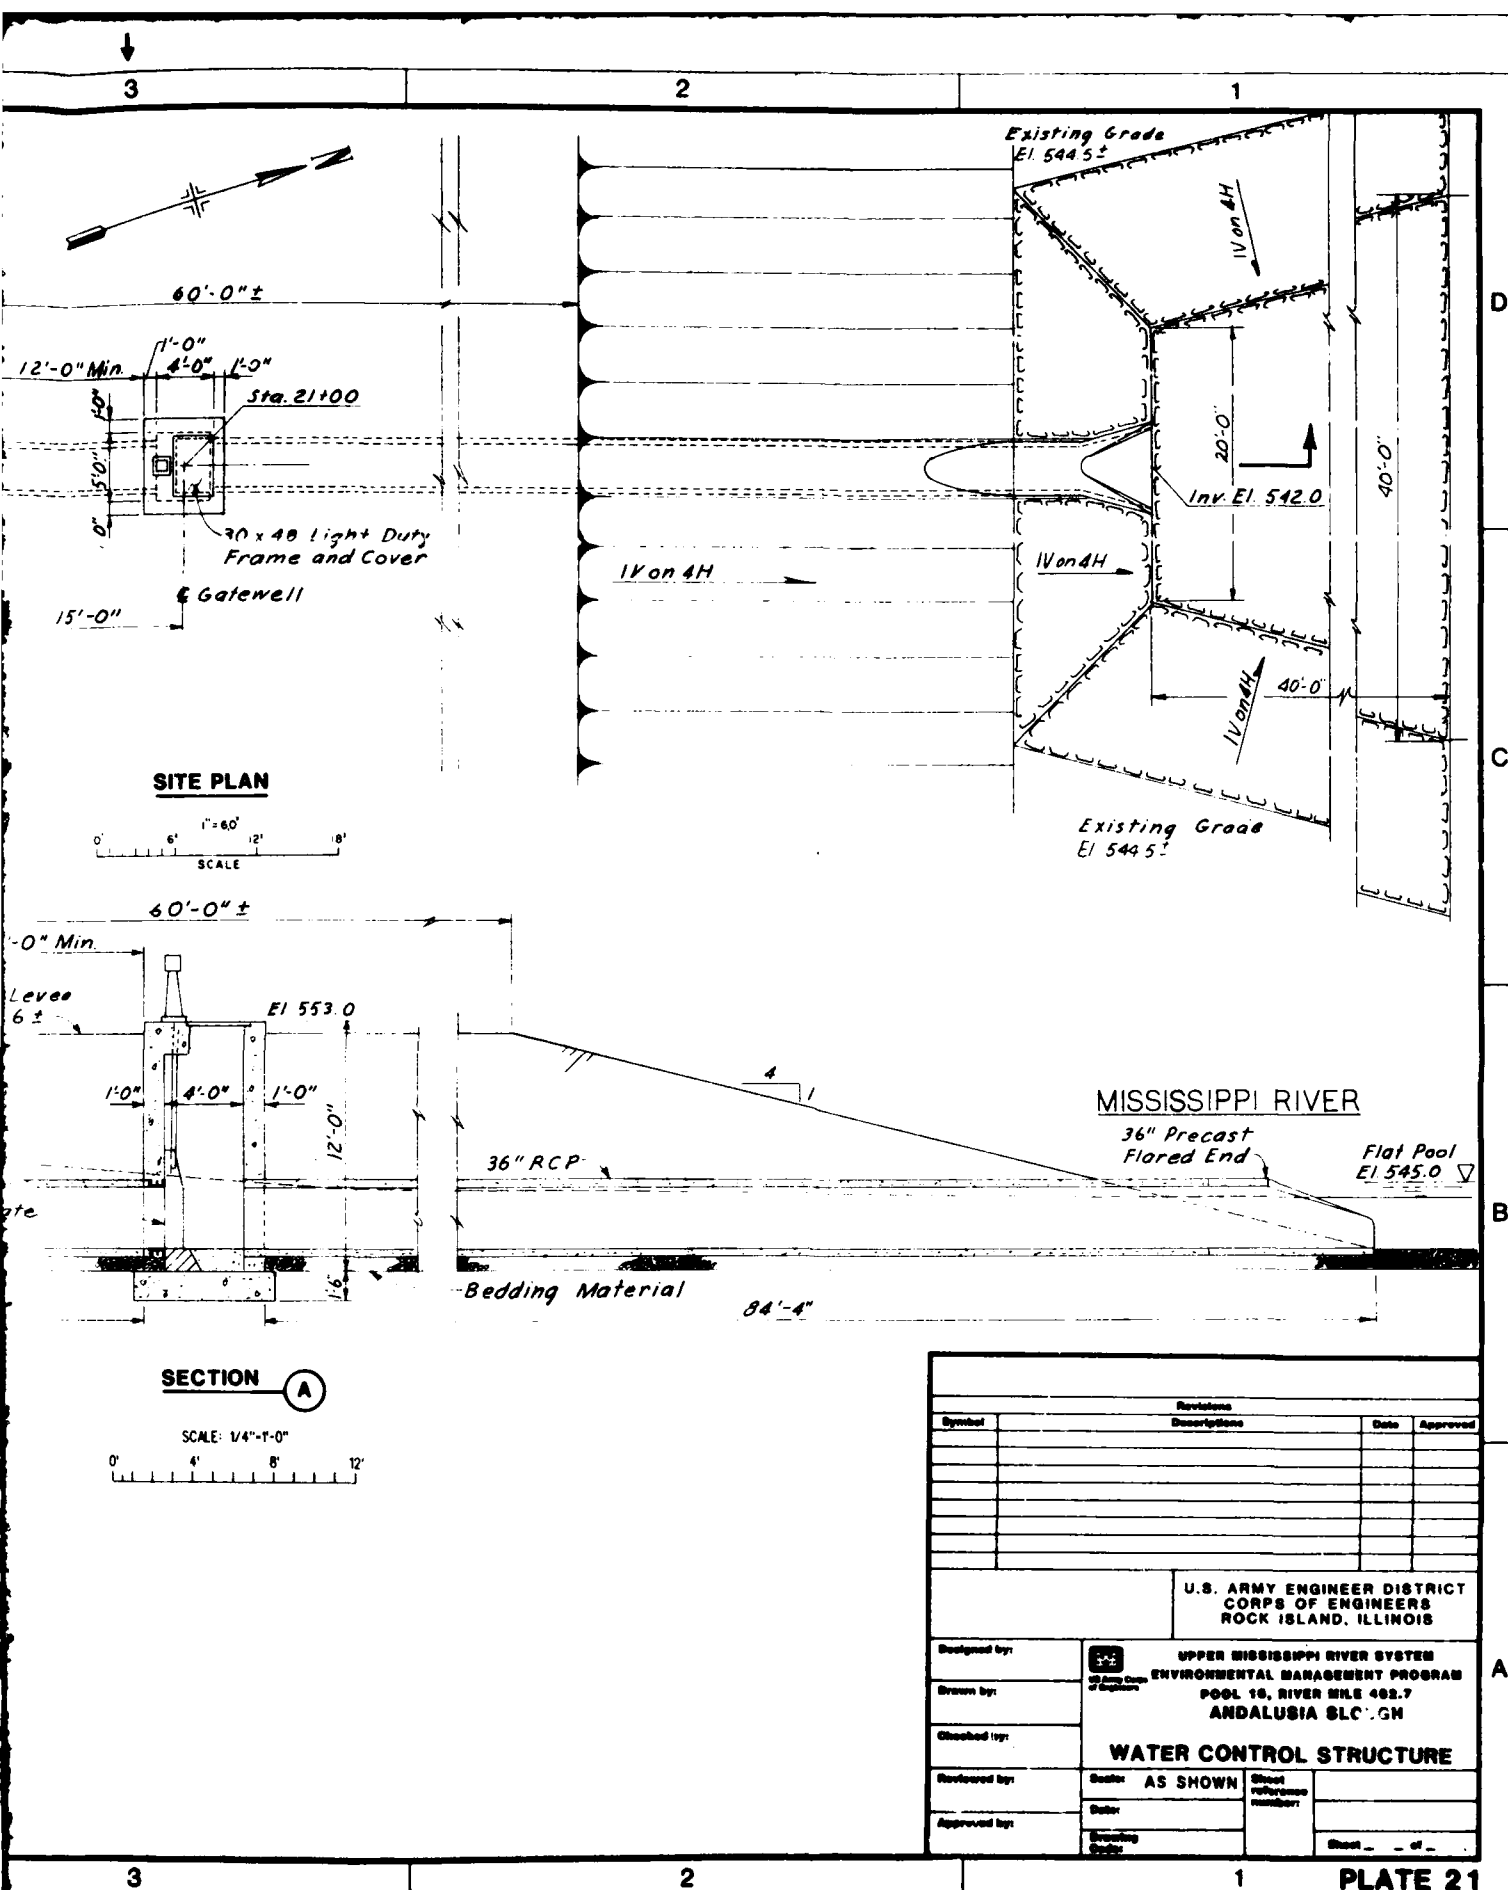 3
2
1
Existing Grade
El. 544.5±
N
1V on 4H
D
60'-0"±
1'-0"
12'-0" Min.
4'-0"
1'-0"
Sta. 21+00
1'-0"
5'-0"
20'-0"
40'-0"
Inv. El. 542.0
30 x 48 Light Duty
Frame and Cover
1V on 4H
1V on 4H
℄ Gatewell
15'-0"
40'-0"
1V on 4H
C
SITE PLAN
1"=6.0'
0' 6' 12' 18'
SCALE
Existing Grade
El 544.5±
60'-0" ±
'-0" Min.
Levee
6 ±
El 553.0
1'-0"
4'-0"
1'-0"
12'-0"
4
1
MISSISSIPPI RIVER
36" Precast
Flared End
Flat Pool
El 545.0
36" RCP
B
1'-6"
Bedding Material
84'-4"
SECTION A
SCALE: 1/4"=1'-0"
0' 4' 8' 12'
Revisions
Symbol Descriptions Date Approved
U.S. ARMY ENGINEER DISTRICT
CORPS OF ENGINEERS
ROCK ISLAND, ILLINOIS
Designed by:
Drawn by:
Checked by:
Reviewed by:
Approved by:
US Army Corps
of Engineers
UPPER MISSISSIPPI RIVER SYSTEM
ENVIRONMENTAL MANAGEMENT PROGRAM
POOL 16, RIVER MILE 462.7
ANDALUSIA
WATER CONTROL STRUCTURE
A
Scale: AS SHOWN
Sheet
reference
number:
Date:
Drawing
Code:
Sheet of
3
2
1
PLATE 21